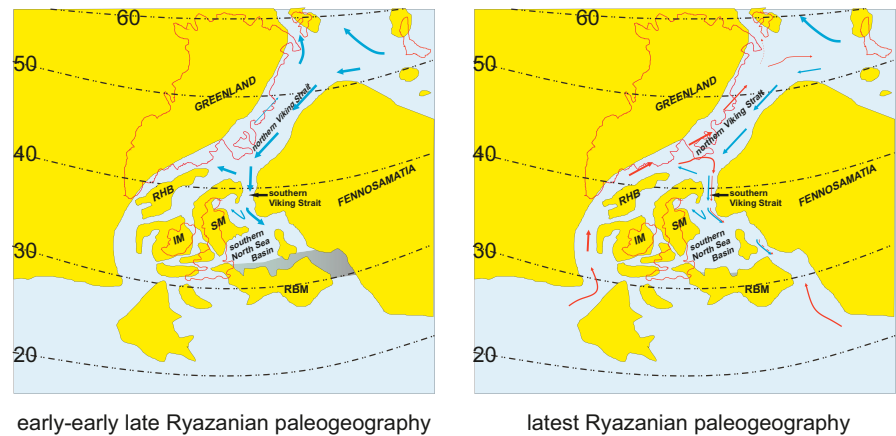 60
50
GREENLAND
northern Viking Strait
40
RHB
southern
Viking Strait
FENNOSAMATIA
IM
SM
southern
North Sea
Basin
30
RBM
20
early-early late Ryazanian paleogeography
60
50
GREENLAND
northern Viking Strait
40
RHB
southern
Viking Strait
FENNOSAMATIA
IM
SM
southern
North Sea
Basin
30
RBM
20
latest Ryazanian paleogeography